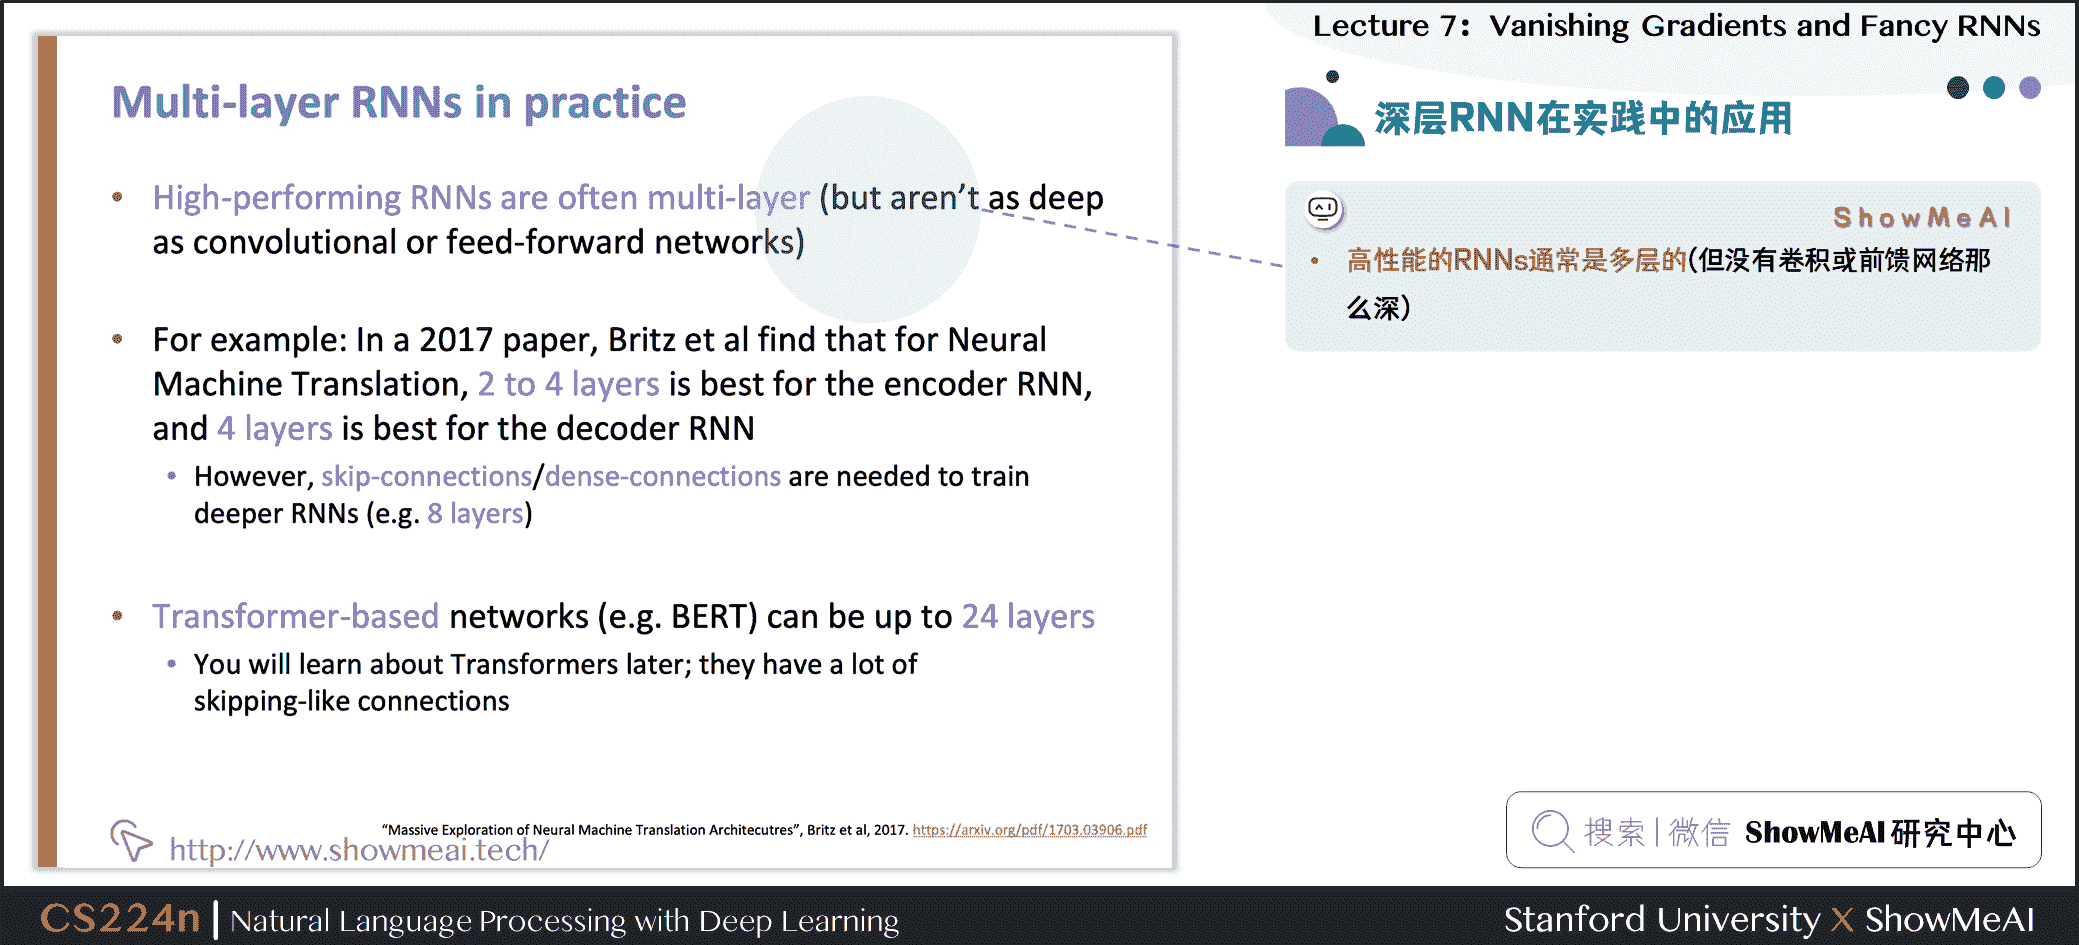 Lecture 7: Vanishing Gradients and Fancy RNNs
Multi-layer RNNs in practice
• High-performing RNNs are often multi-layer (but aren't as deep
as convolutional or feed-forward networks)
• For example: In a 2017 paper, Britz et al find that for Neural
Machine Translation, 2 to 4 layers is best for the encoder RNN,
and 4 layers is best for the decoder RNN
• However, skip-connections/dense-connections are needed to train
deeper RNNs (e.g. 8 layers)
• Transformer-based networks (e.g. BERT) can be up to 24 layers
• You will learn about Transformers later; they have a lot of
skipping-like connections
"Massive Exploration of Neural Machine Translation Architecutres", Britz et al, 2017. https://arxiv.org/pdf/1703.03906.pdf
http://www.showmeai.tech/
深层RNN在实践中的应用
ShowMeAI
• 高性能的RNNs通常是多层的(但没有卷积或前馈网络那
么深)
搜索|微信 ShowMeAI研究中心
CS224n | Natural Language Processing with Deep Learning
Stanford University X ShowMeAI